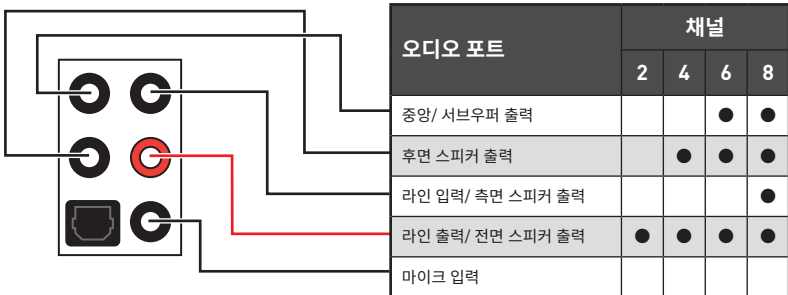 오디오 포트
채널
2 4 6 8
중앙/ 서브우퍼 출력 ● ●
후면 스피커 출력 ● ● ●
라인 입력/ 측면 스피커 출력 ●
라인 출력/ 전면 스피커 출력 ● ● ● ●
마이크 입력